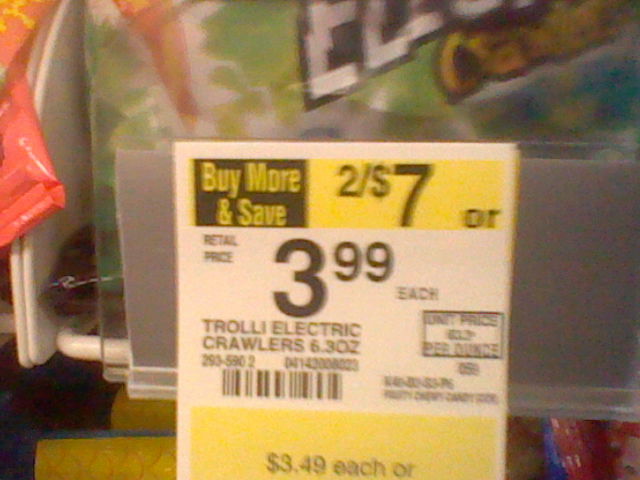 Buy More
& Save
2/$7 or
RETAIL
PRICE
3.99
EACH
TROLLI ELECTRIC
CRAWLERS 6.3OZ
UNIT PRICE
PER OUNCE
$3.49 each or